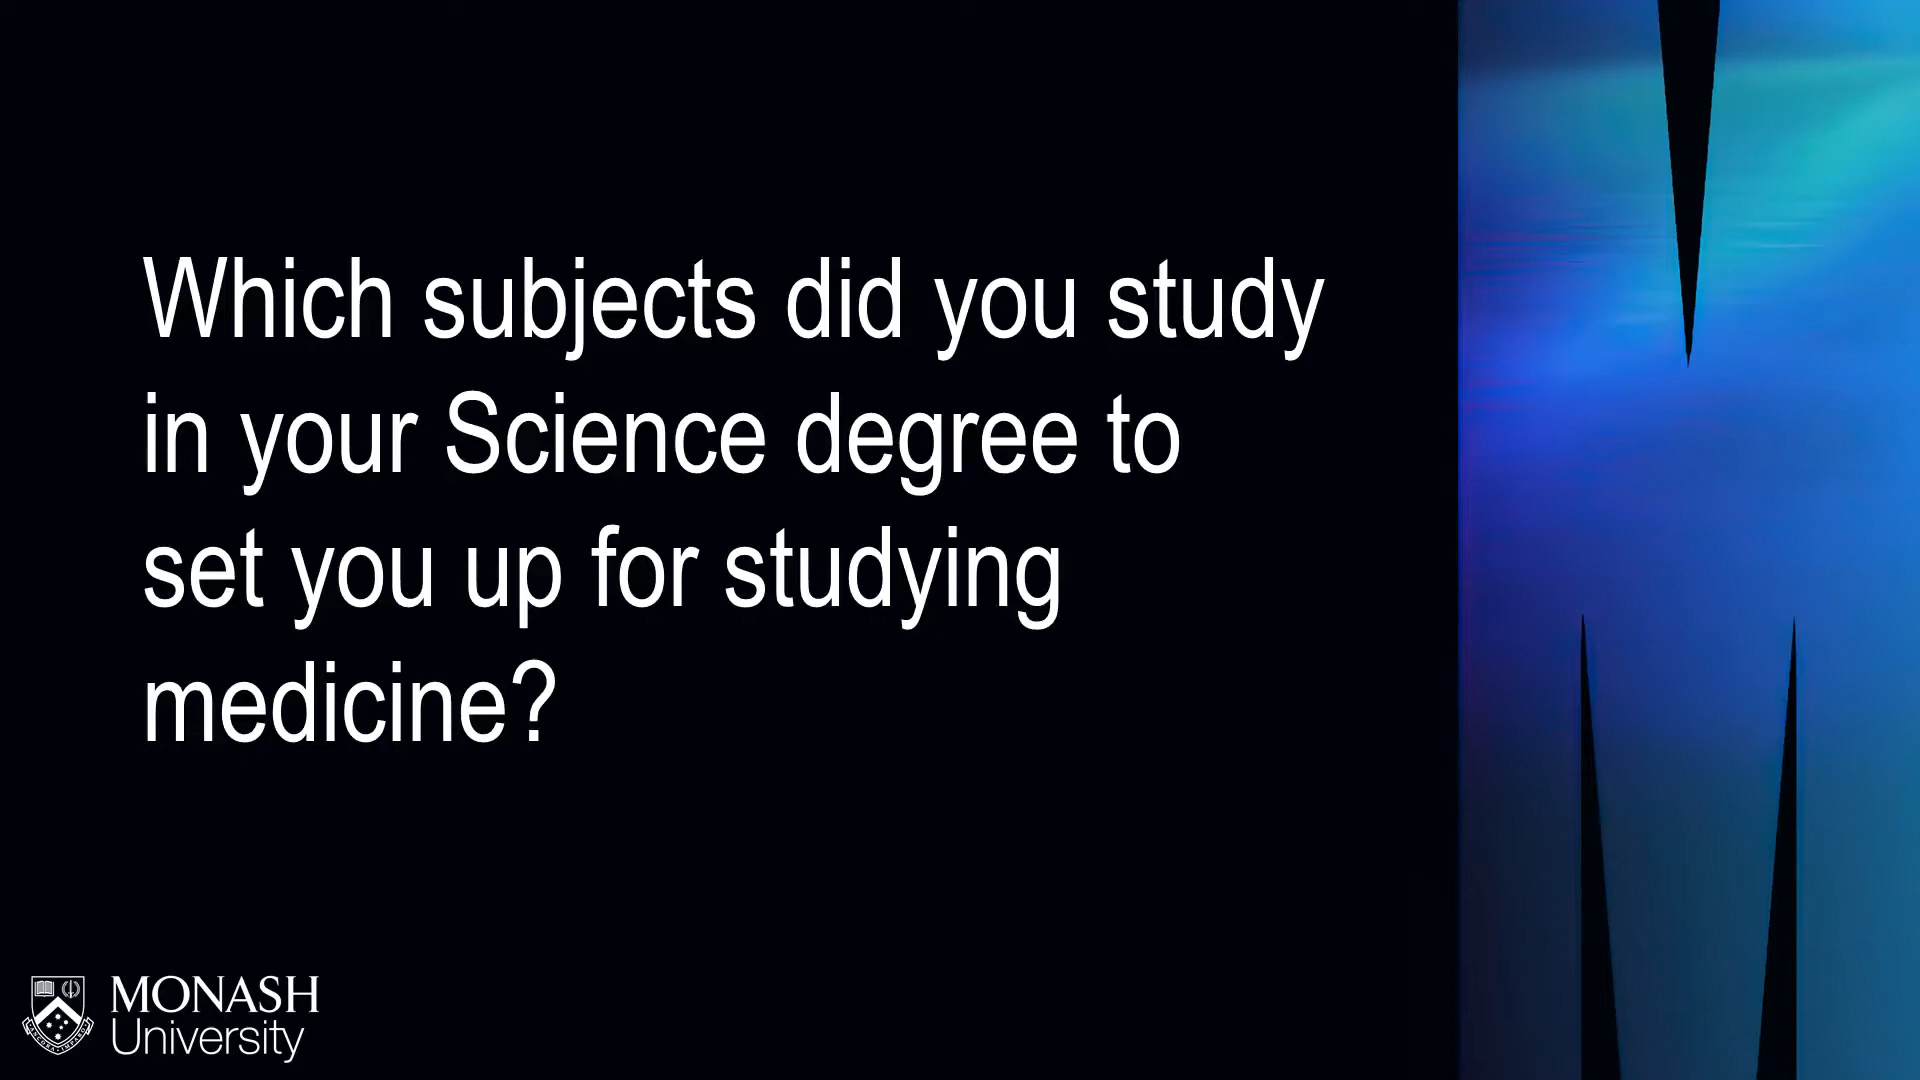 Which subjects did you study
in your Science degree to
set you up for studying
medicine?
MONASH
University